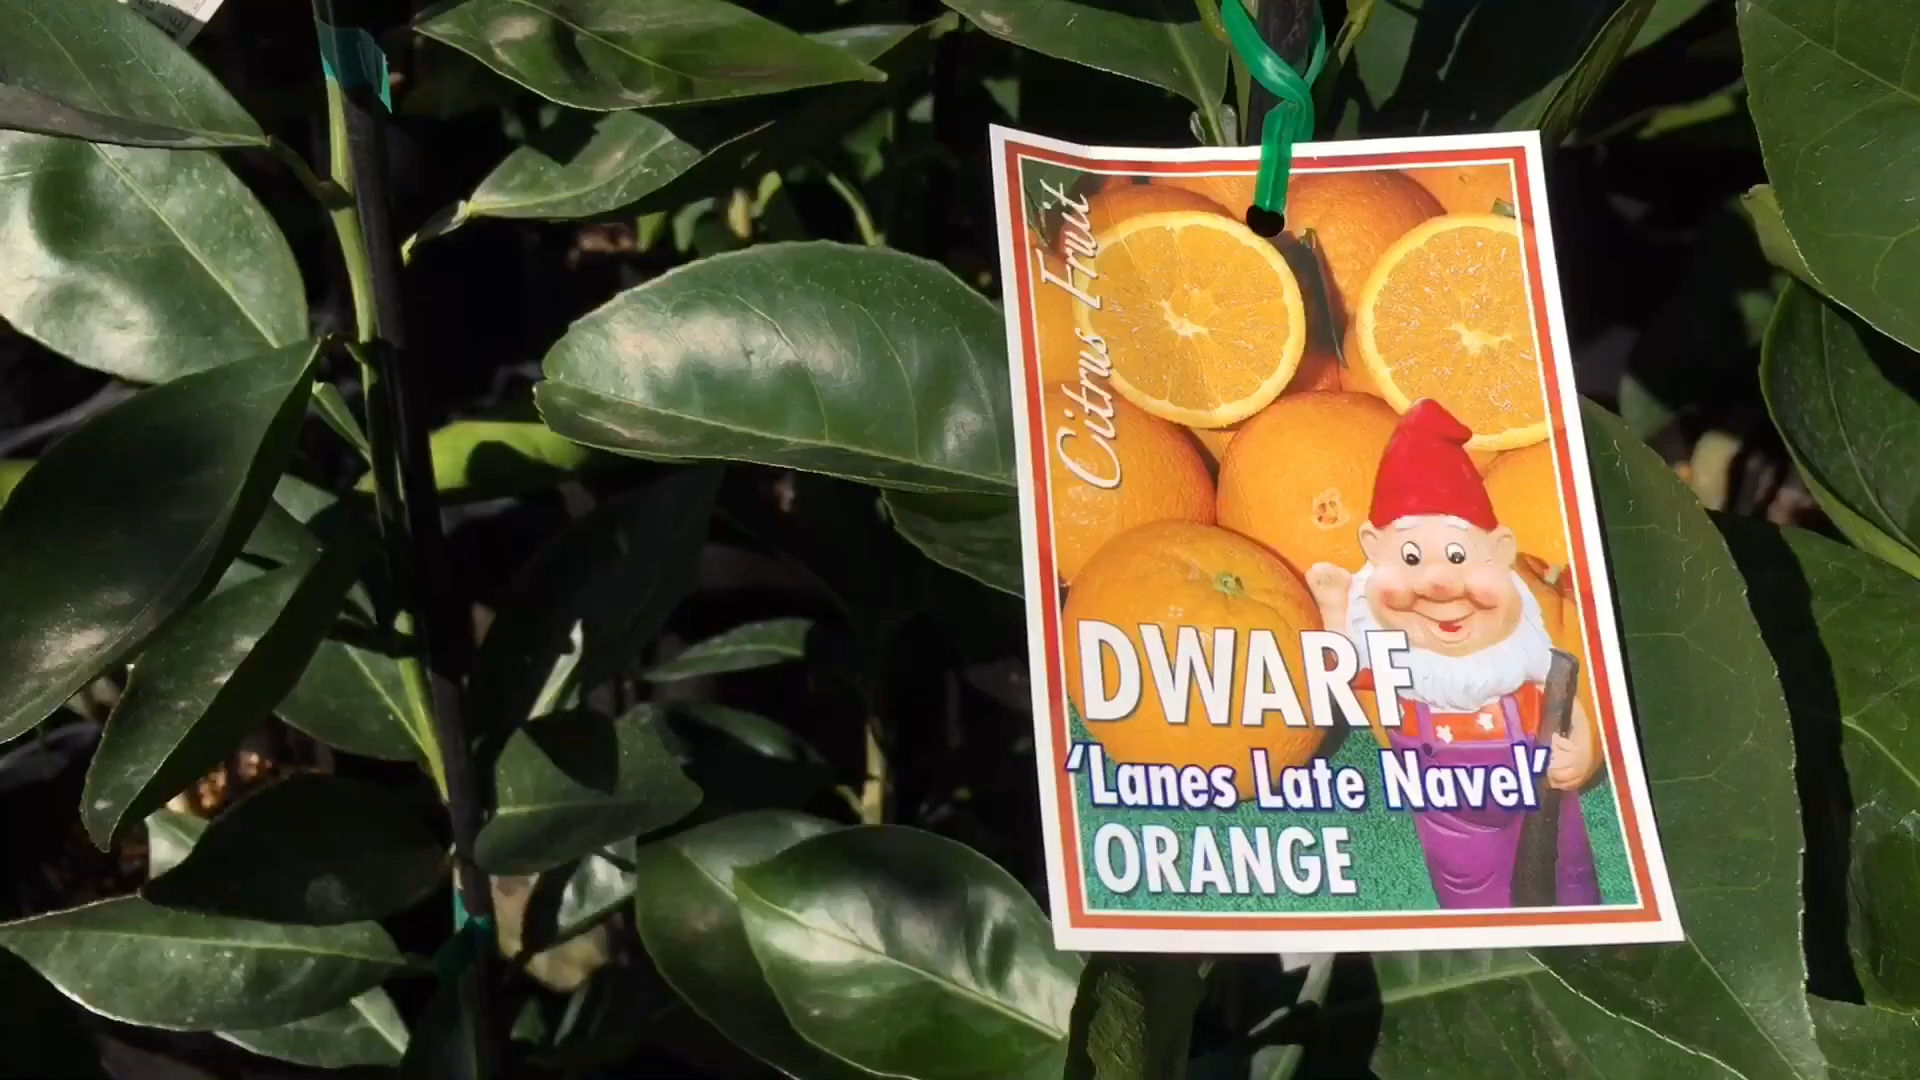 Citrus Fruit
DWARF
‘Lanes Late Navel’
ORANGE